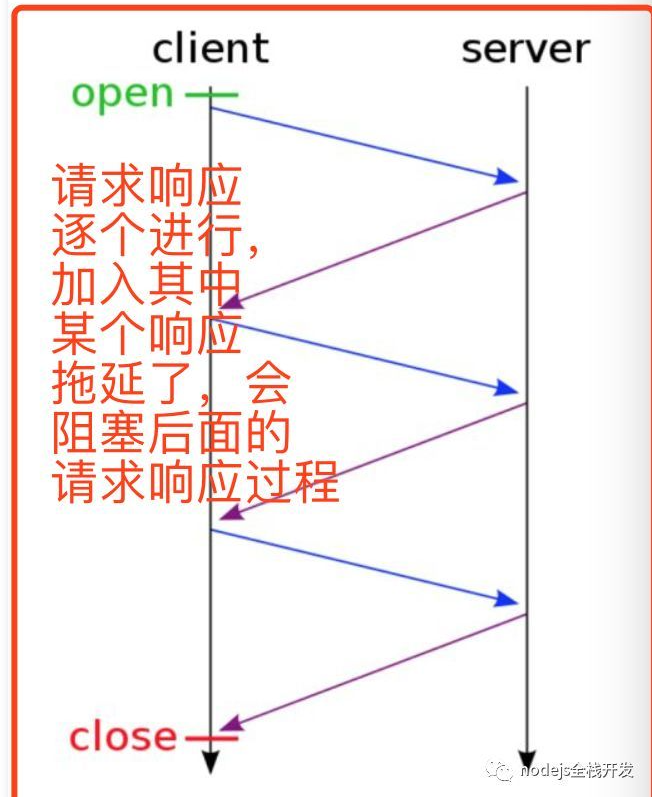 client
server
open
请求响应
逐个进行，
加入其中
某个响应
拖延了，会
阻塞后面的
请求响应过程
close
nodejs全栈开发